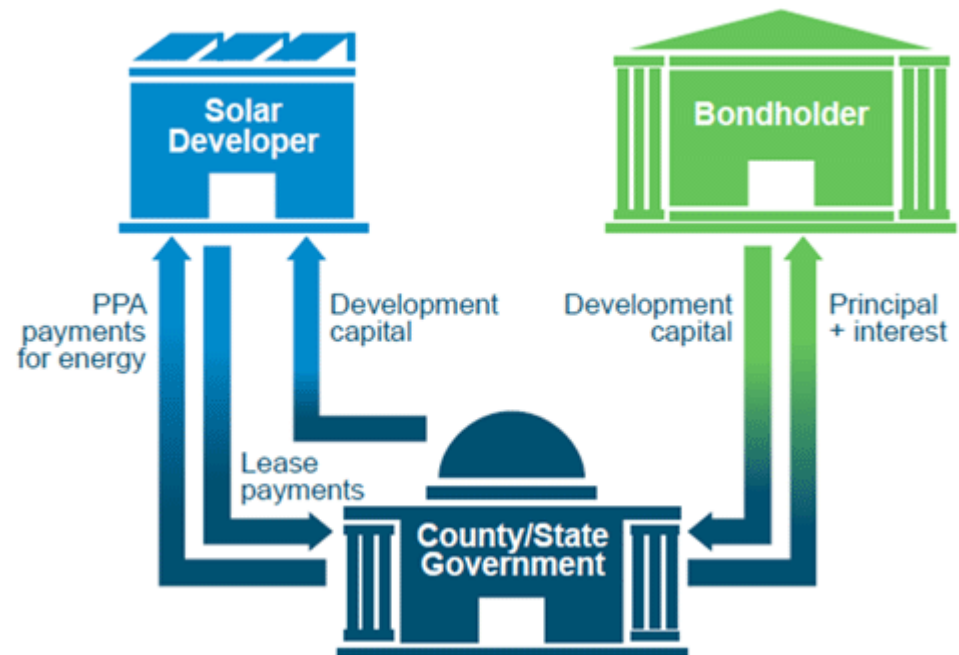 Solar
Developer
Bondholder
PPA
payments
for energy
Development
capital
Development
capital
Principal
+ interest
Lease
payments
County/State
Government